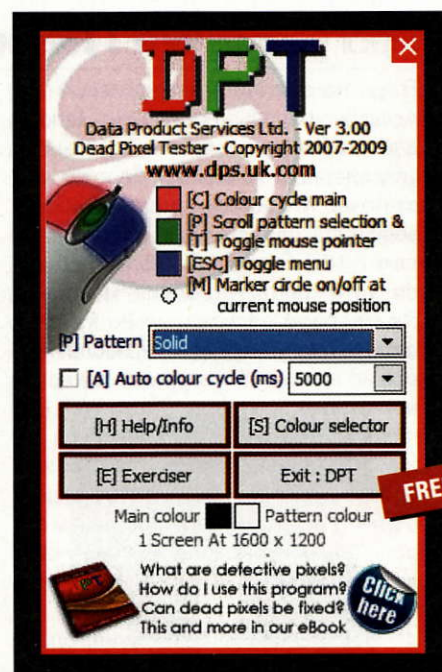 DPT
Data Product Services Ltd. - Ver 3.00
Dead Pixel Tester - Copyright 2007-2009
www.dps.uk.com
[C] Colour cycle main
[P] Scroll pattern selection &
[T] Toggle mouse pointer
[ESC] Toggle menu
[M] Marker circle on/off at
current mouse position
[P] Pattern Solid
[A] Auto colour cycle (ms) 5000
[H] Help/Info [S] Colour selector
[E] Exerciser Exit : DPT
FRE
Main colour Pattern colour
1 Screen At 1600 x 1200
What are defective pixels?
How do I use this program?
Can dead pixels be fixed?
This and more in our eBook
Click
here
DPT